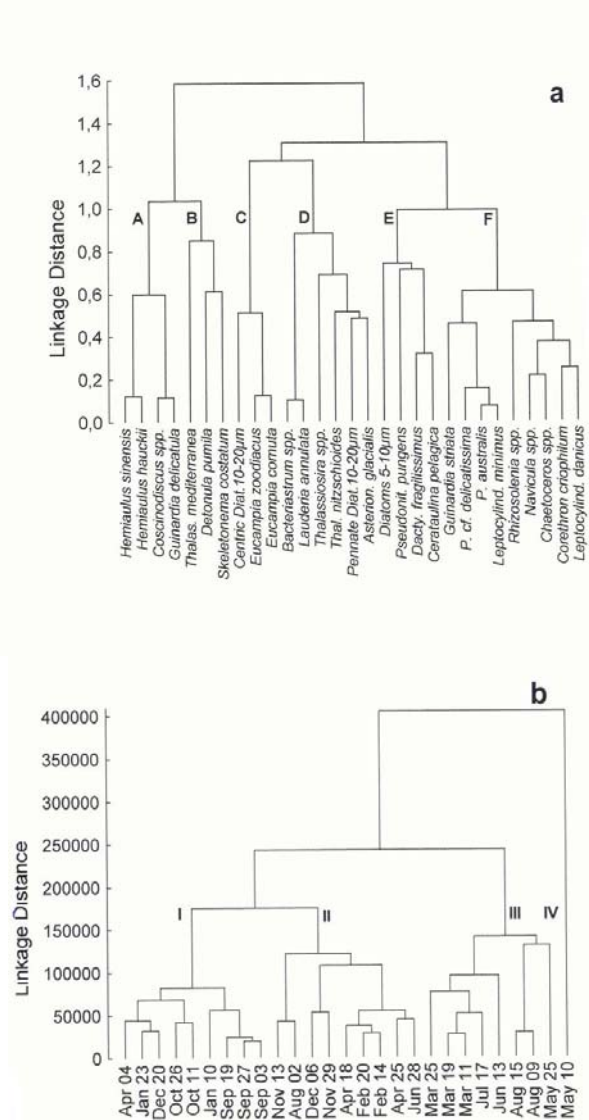 a
1,6
1,4
1,2
1,0
0,8
0,6
0,4
0,2
0,0
Linkage Distance
A
B
C
D
E
F
Hemiaulus sinensis
Hemiaulus hauckii
Coscinodiscus spp.
Guinardia delicatula
Thalas. mediterranea
Detonula pumila
Skeletonema costatum
Centric Diat. 10-20µm
Eucampia zoodiacus
Eucampia cornuta
Bacteriastrum spp.
Lauderia annulata
Thalassiosira spp.
Thal. nitzschioides
Pennate Diat. 10-20µm
Asterion. glacialis
Diatoms 5-10µm
Pseudonit. pungens
Dacty. fragilissimus
Cerataulina pelagica
Guinardia striata
P. cf. delicatissima
P. australis
Leptocylind. minimus
Rhizosolenia spp.
Navicula spp.
Chaetoceros spp.
Corethron criophilum
Leptocylind. danicus
b
400000
350000
300000
250000
200000
150000
100000
50000
0
Linkage Distance
I
II
III
IV
Apr 04
Jan 23
Dec 20
Oct 26
Oct 11
Jan 10
Sep 19
Sep 27
Sep 03
Nov 13
Aug 02
Dec 06
Nov 29
Apr 18
Feb 20
Feb 14
Apr 25
Jun 28
Mar 25
Mar 19
Mar 11
Jul 17
Jun 13
Aug 15
Aug 09
May 25
May 10